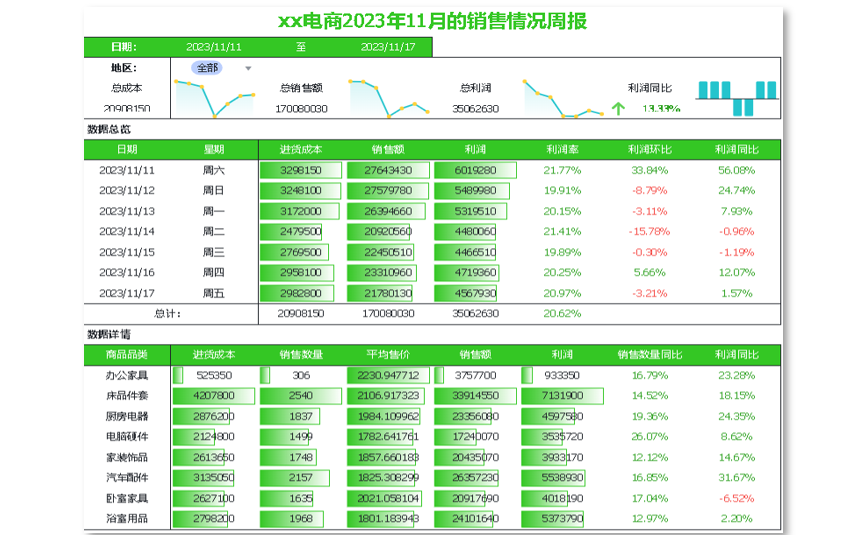 xx电商2023年11月的销售情况周报
日期: 2023/11/11 至 2023/11/17
地区: 全部
总成本 总销售额 总利润 利润同比
20908150 170080030 35062630 13.33%
数据总览
日期 星期 进货成本 销售额 利润 利润率 利润环比 利润同比
2023/11/11 周六 3298150 27643430 6019280 21.77% 33.84% 56.08%
2023/11/12 周日 3248100 27579780 5489980 19.91% -8.79% 24.74%
2023/11/13 周一 3172000 26394660 5319510 20.15% -3.11% 7.93%
2023/11/14 周二 2479500 20920560 4480060 21.41% -15.78% -0.96%
2023/11/15 周三 2769500 22450510 4466510 19.89% -0.30% -1.19%
2023/11/16 周四 2958100 23310960 4719360 20.25% 5.66% 12.07%
2023/11/17 周五 2982800 21780130 4567930 20.97% -3.21% 1.57%
总计: 20908150 170080030 35062630 20.62%
数据详情
商品品类 进货成本 销售数量 平均售价 销售额 利润 销售数量同比 利润同比
办公家具 525350 306 2230.947712 3757700 933350 16.79% 23.28%
床品件套 4207800 2540 2106.917323 33914550 7131900 14.52% 18.15%
厨房电器 2876200 1837 1984.109962 23356080 4597580 19.36% 24.35%
电脑硬件 2124800 1499 1782.641761 17240070 3535720 26.07% 8.62%
家装饰品 2613650 1748 1857.660183 20435070 3933170 12.12% 14.67%
汽车配件 3135050 2157 1825.308299 26357230 5538930 16.85% 31.67%
卧室家具 2627100 1635 2021.058104 20917690 4018190 17.04% -6.52%
浴室用品 2798200 1968 1801.183943 24101640 5373790 12.97% 2.20%